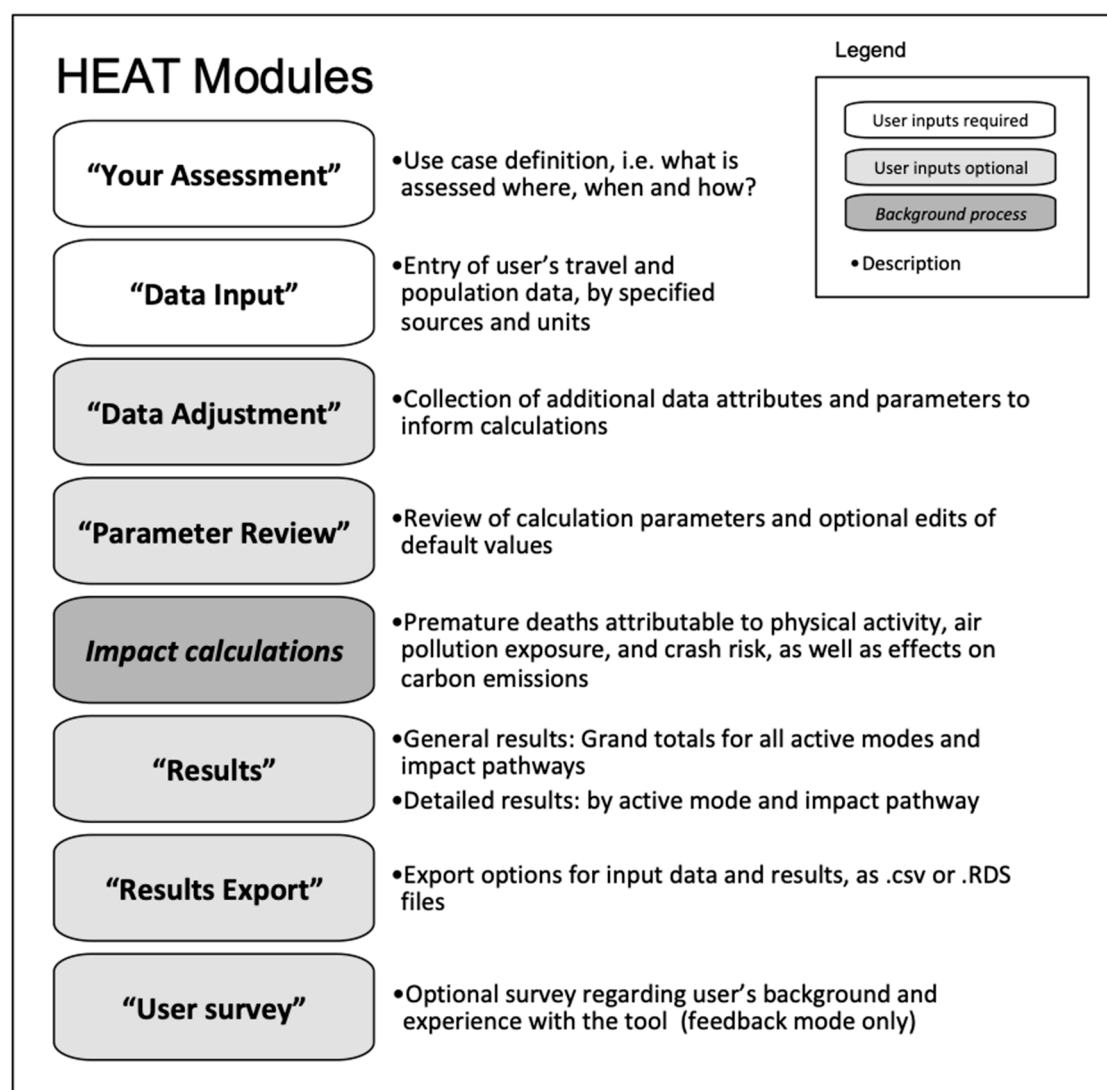 HEAT Modules
Legend
User inputs required
User inputs optional
Background process
•Description
“Your Assessment”
•Use case definition, i.e. what is
assessed where, when and how?
“Data Input”
•Entry of user’s travel and
population data, by specified
sources and units
“Data Adjustment”
•Collection of additional data attributes and parameters to
inform calculations
“Parameter Review”
•Review of calculation parameters and optional edits of
default values
Impact calculations
•Premature deaths attributable to physical activity, air
pollution exposure, and crash risk, as well as effects on
carbon emissions
“Results”
•General results: Grand totals for all active modes and
impact pathways
•Detailed results: by active mode and impact pathway
“Results Export”
•Export options for input data and results, as .csv or .RDS
files
“User survey”
•Optional survey regarding user’s background and
experience with the tool (feedback mode only)